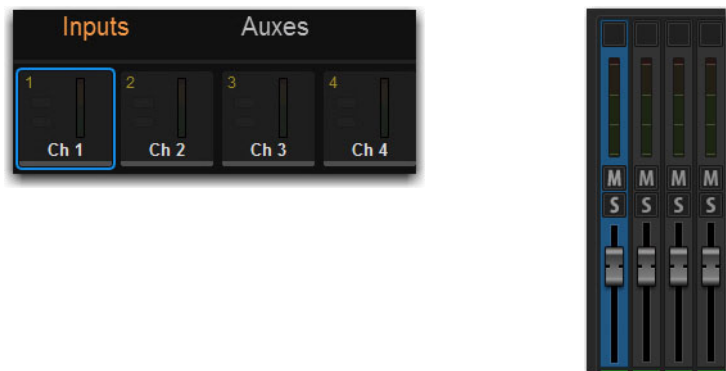 Inputs Auxes
1 2 3 4
Ch 1 Ch 2 Ch 3 Ch 4
M M M M
S S S S